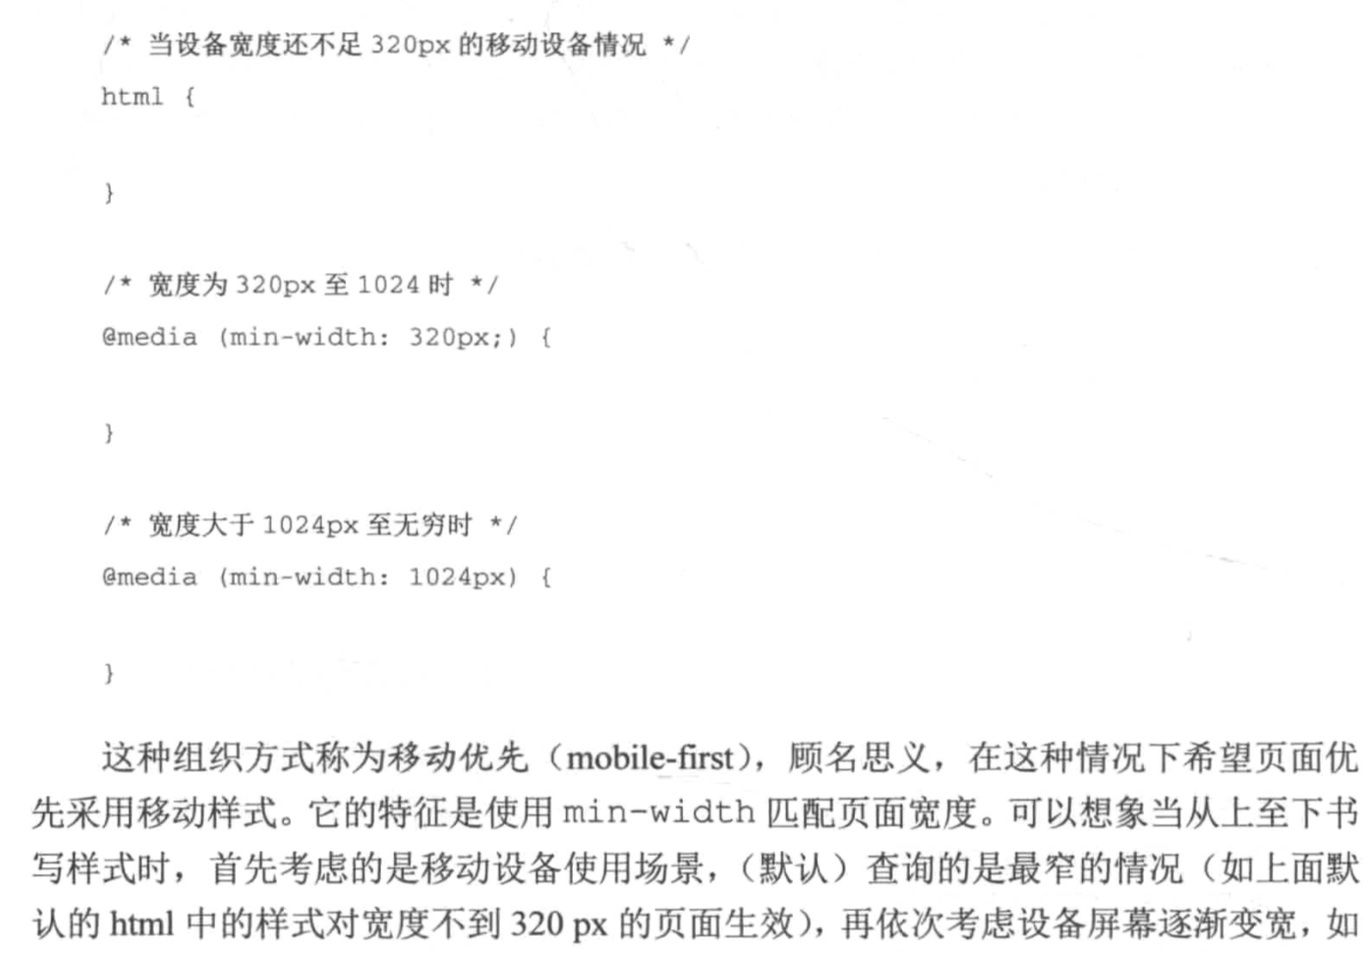 /* 当设备宽度还不足 320px 的移动设备情况 */
html {
}
/* 宽度为 320px 至 1024 时 */
@media (min-width: 320px;) {
}
/* 宽度大于 1024px 至无穷时 */
@media (min-width: 1024px) {
}
这种组织方式称为移动优先（mobile-first），顾名思义，在这种情况下希望页面优
先采用移动样式。它的特征是使用 min-width 匹配页面宽度。可以想象当从上至下书
写样式时，首先考虑的是移动设备使用场景，（默认）查询的是最窄的情况（如上面默
认的 html 中的样式对宽度不到 320 px 的页面生效），再依次考虑设备屏幕逐渐变宽，如